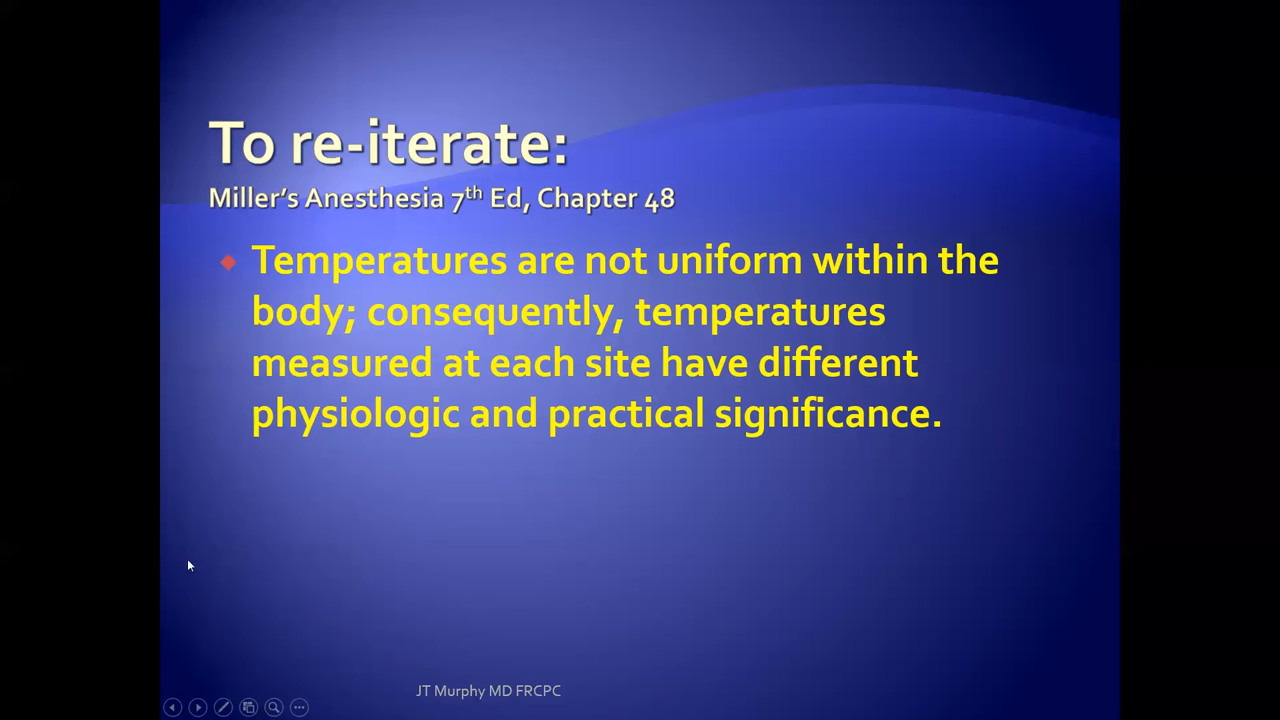 To re-iterate:
Miller's Anesthesia 7th Ed, Chapter 48
Temperatures are not uniform within the
body; consequently, temperatures
measured at each site have different
physiologic and practical significance.
JT Murphy MD FRCPC